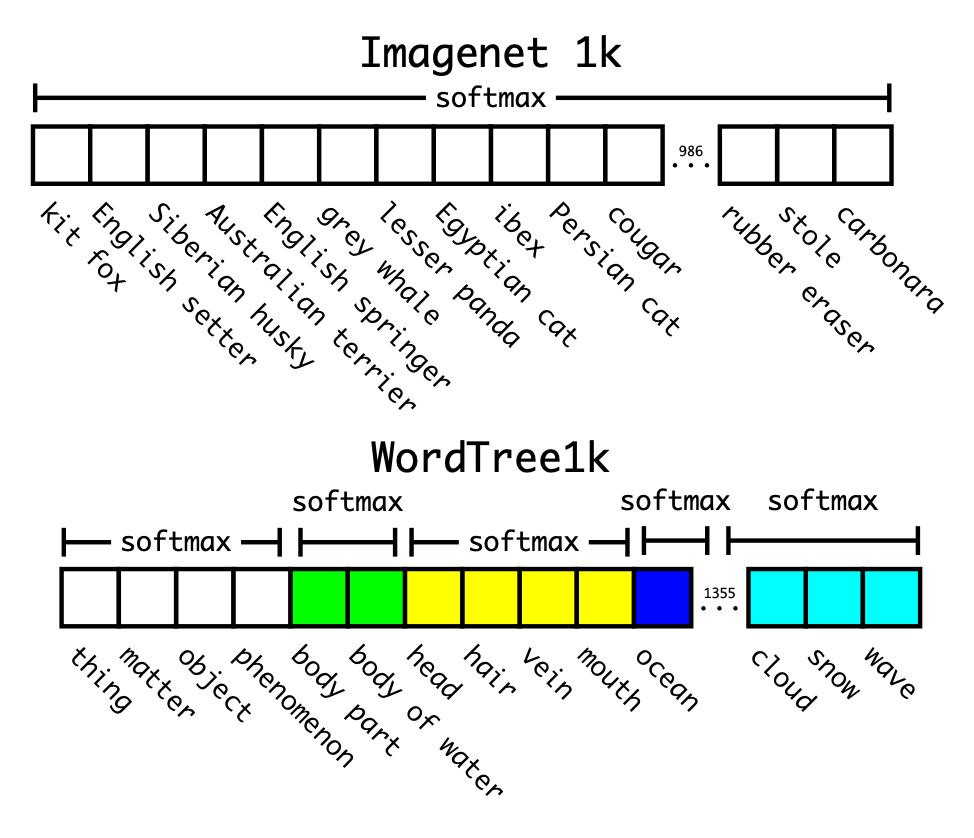 Imagenet 1k
softmax
986
kit fox
English setter
Siberian husky
Australian terrier
English springer
grey whale
lesser panda
Egyptian cat
ibex
Persian cat
cougar
rubber eraser
stole
carbonara
WordTree1k
softmax
softmax
softmax
softmax
softmax
1355
thing
matter
object
phenomenon
body part
body of water
head
hair
vein
mouth
ocean
cloud
snow
wave